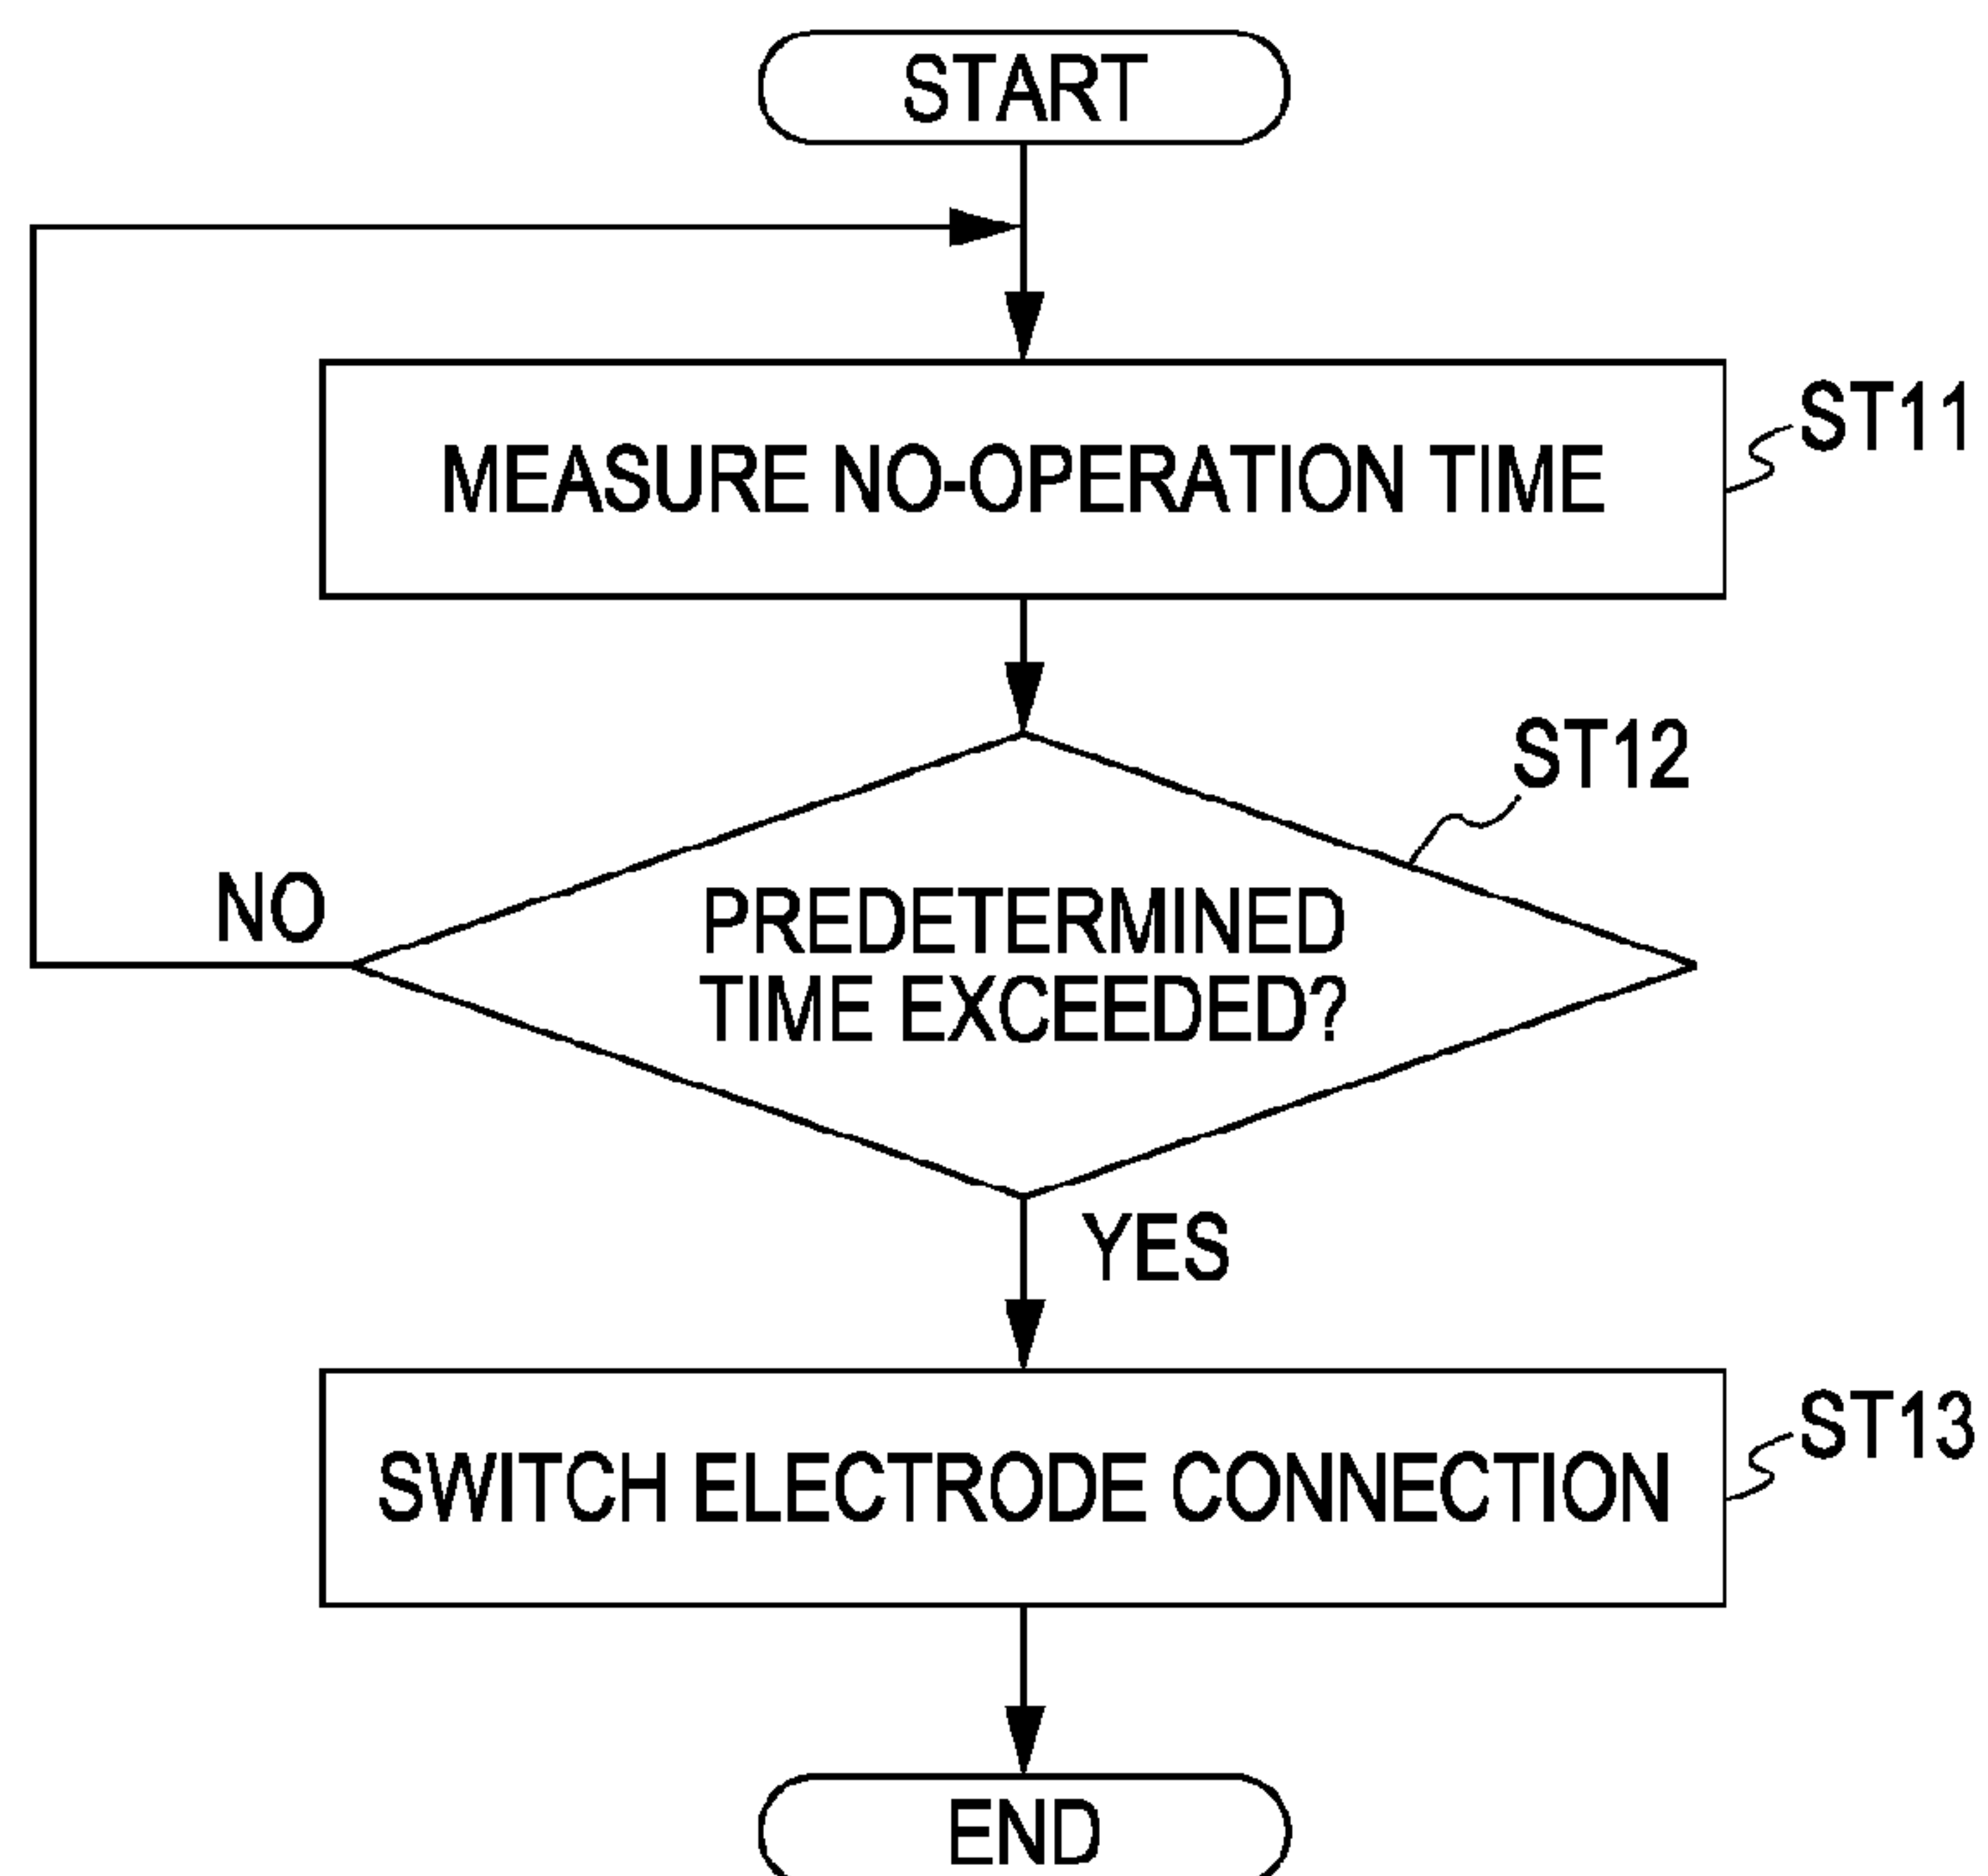 START
MEASURE NO-OPERATION TIME
ST11
ST12
NO
PREDETERMINED
TIME EXCEEDED?
YES
SWITCH ELECTRODE CONNECTION
ST13
END